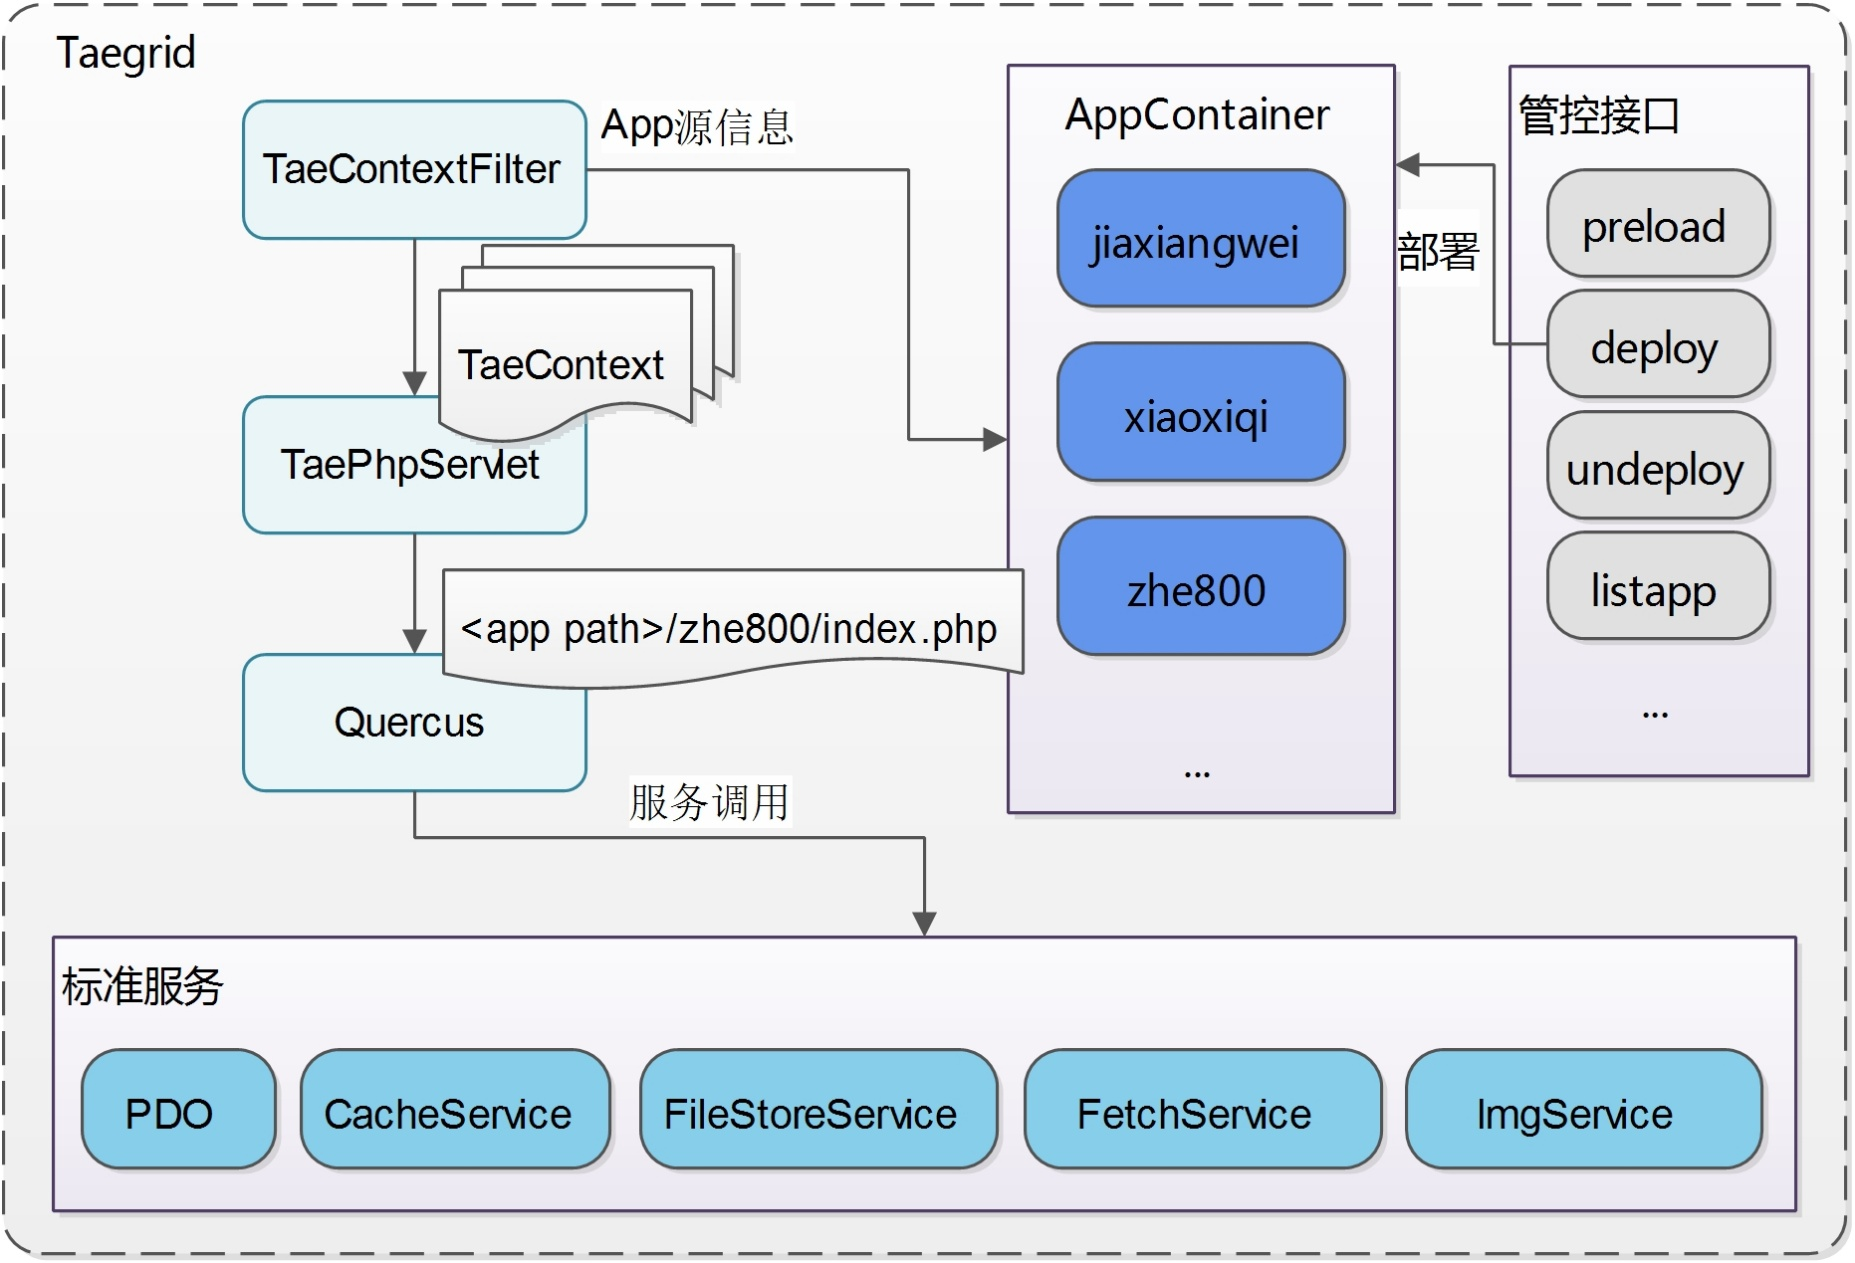 Taegrid
TaeContextFilter
App源信息
TaeContext
TaePhpServlet
<app path>/zhe800/index.php
Quercus
服务调用
AppContainer
jiaxiangwei
xiaoxiqi
zhe800
...
部署
管控接口
preload
deploy
undeploy
listapp
...
标准服务
PDO
CacheService
FileStoreService
FetchService
ImgService